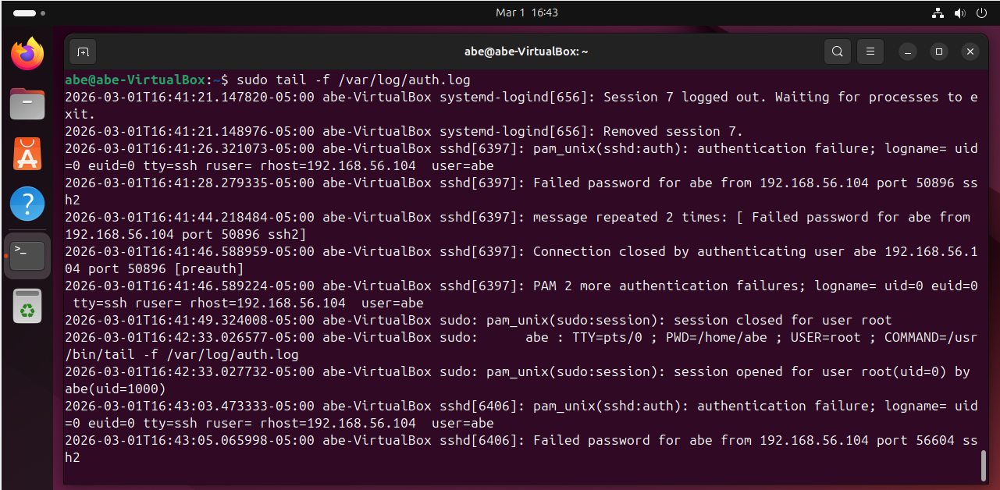 Mar 1 16:43
abe@abe-VirtualBox: ~
abe@abe-VirtualBox:~$ sudo tail -f /var/log/auth.log
2026-03-01T16:41:21.147820-05:00 abe-VirtualBox systemd-logind[656]: Session 7 logged out. Waiting for processes to e
xit.
2026-03-01T16:41:21.148976-05:00 abe-VirtualBox systemd-logind[656]: Removed session 7.
2026-03-01T16:41:26.321073-05:00 abe-VirtualBox sshd[6397]: pam_unix(sshd:auth): authentication failure; logname= uid
=0 euid=0 tty=ssh ruser= rhost=192.168.56.104  user=abe
2026-03-01T16:41:28.279335-05:00 abe-VirtualBox sshd[6397]: Failed password for abe from 192.168.56.104 port 50896 ss
h2
2026-03-01T16:41:44.218484-05:00 abe-VirtualBox sshd[6397]: message repeated 2 times: [ Failed password for abe from
192.168.56.104 port 50896 ssh2]
2026-03-01T16:41:46.588959-05:00 abe-VirtualBox sshd[6397]: Connection closed by authenticating user abe 192.168.56.1
04 port 50896 [preauth]
2026-03-01T16:41:46.589224-05:00 abe-VirtualBox sshd[6397]: PAM 2 more authentication failures; logname= uid=0 euid=0
 tty=ssh ruser= rhost=192.168.56.104  user=abe
2026-03-01T16:41:49.324008-05:00 abe-VirtualBox sudo: pam_unix(sudo:session): session closed for user root
2026-03-01T16:42:33.026577-05:00 abe-VirtualBox sudo:      abe : TTY=pts/0 ; PWD=/home/abe ; USER=root ; COMMAND=/usr
/bin/tail -f /var/log/auth.log
2026-03-01T16:42:33.027732-05:00 abe-VirtualBox sudo: pam_unix(sudo:session): session opened for user root(uid=0) by
abe(uid=1000)
2026-03-01T16:43:03.473333-05:00 abe-VirtualBox sshd[6406]: pam_unix(sshd:auth): authentication failure; logname= uid
=0 euid=0 tty=ssh ruser= rhost=192.168.56.104  user=abe
2026-03-01T16:43:05.065998-05:00 abe-VirtualBox sshd[6406]: Failed password for abe from 192.168.56.104 port 56604 ss
h2